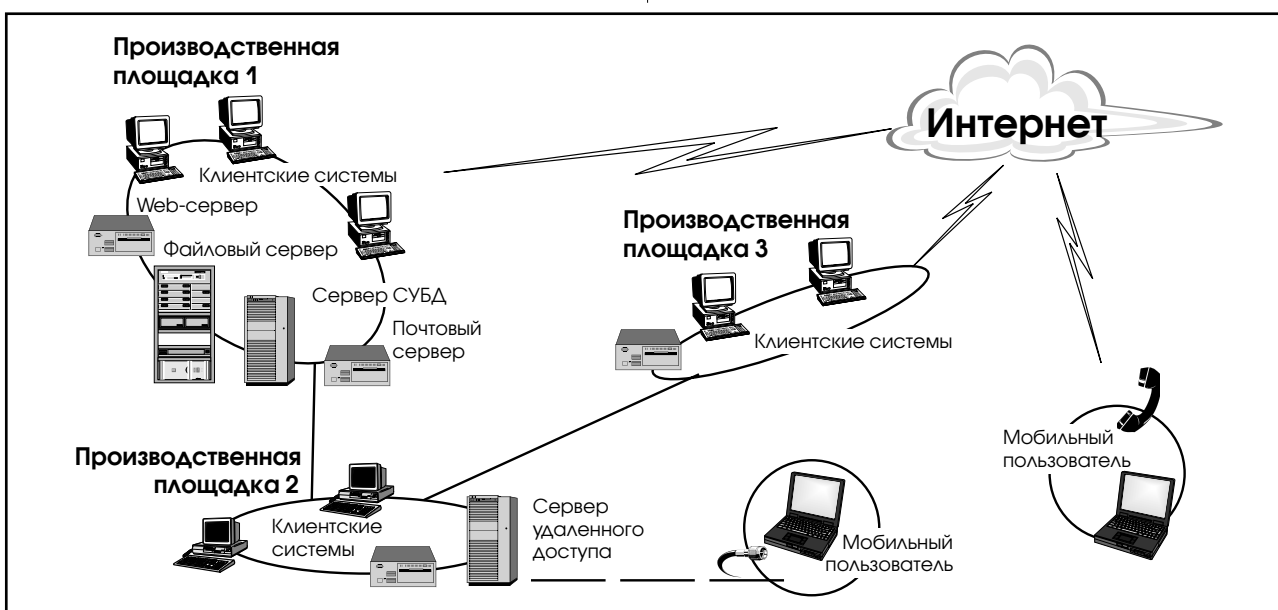 Производственная
площадка 1
Клиентские системы
Web-сервер
Файловый сервер
Сервер СУБД
Почтовый
сервер
Интернет
Производственная
площадка 3
Клиентские системы
Производственная
площадка 2
Клиентские
системы
Сервер
удаленного
доступа
Мобильный
пользователь
Мобильный
пользователь